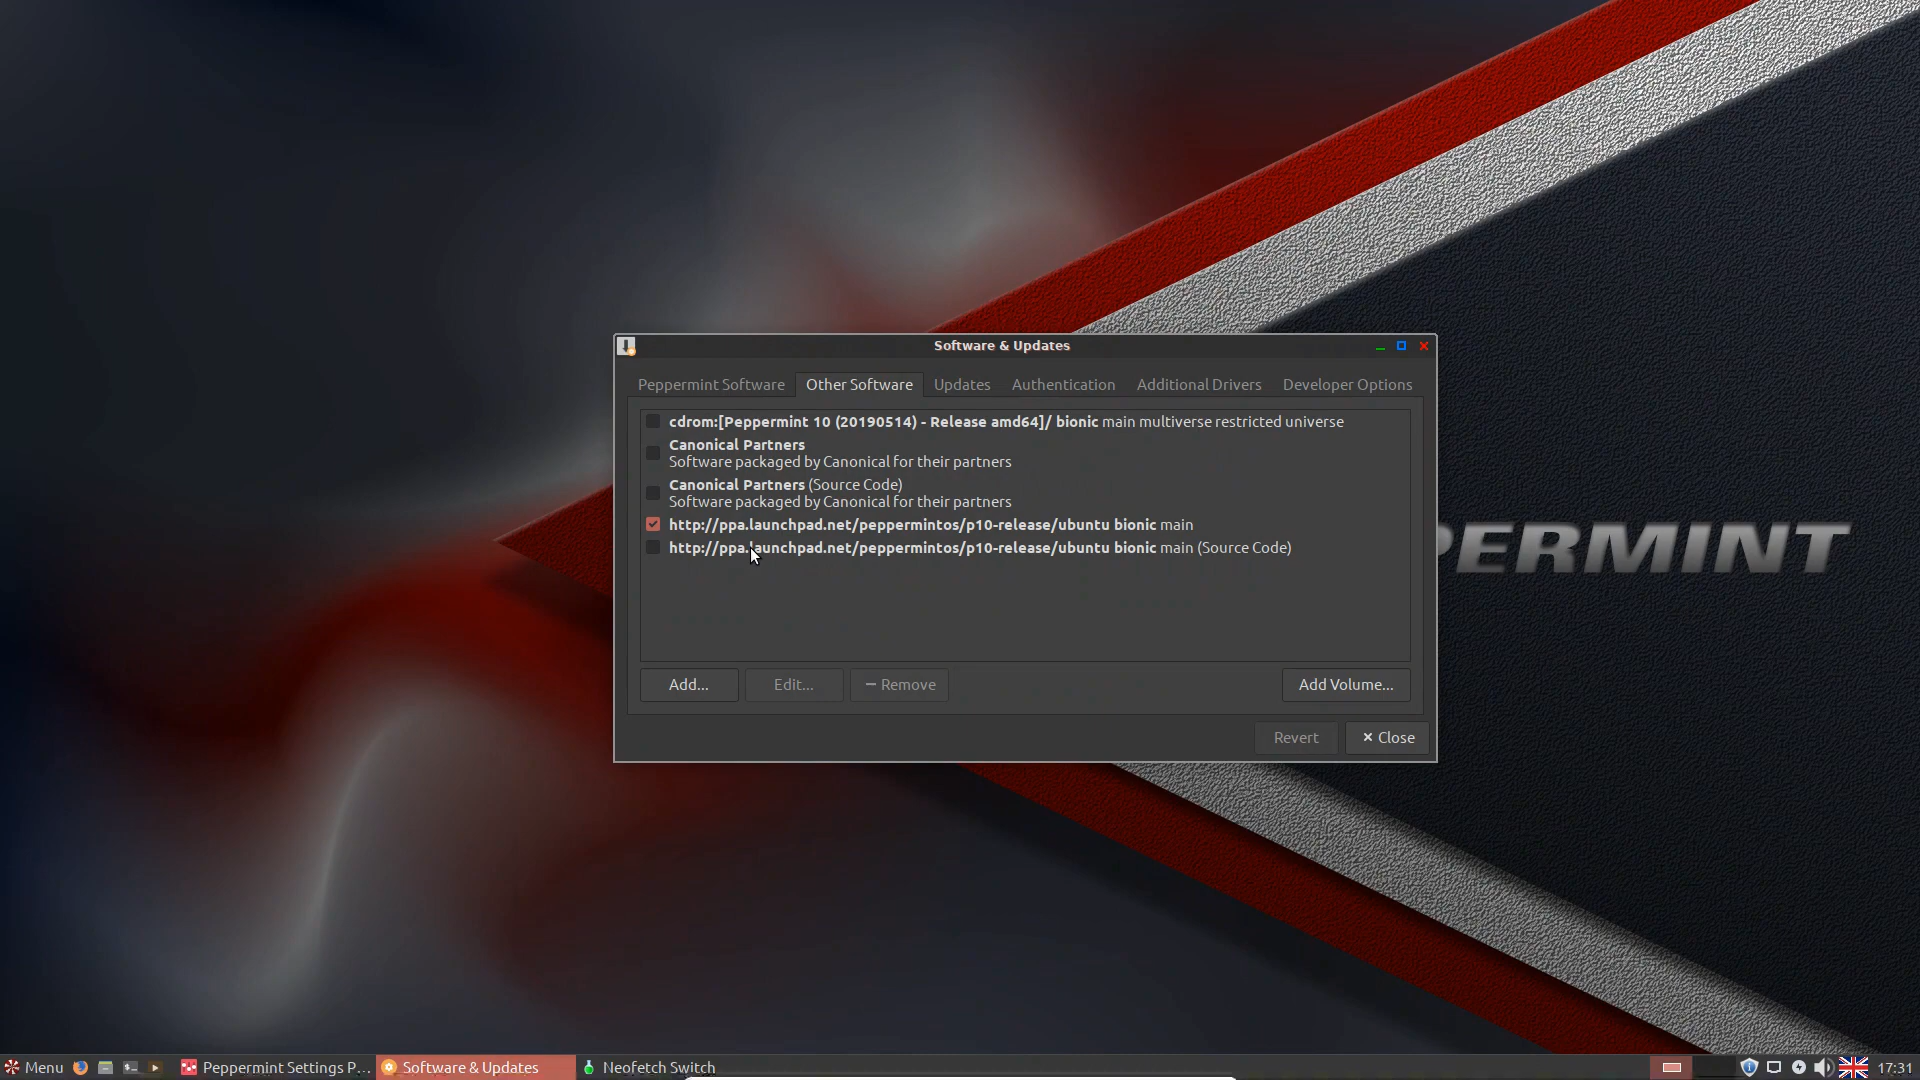 Software & Updates
Peppermint Software
Other Software
Updates
Authentication
Additional Drivers
Developer Options
cdrom:[Peppermint 10 (20190514) - Release amd64]/ bionic main multiverse restricted universe
Canonical Partners
Software packaged by Canonical for their partners
Canonical Partners (Source Code)
Software packaged by Canonical for their partners
http://ppa.launchpad.net/peppermintos/p10-release/ubuntu bionic main
http://ppa.launchpad.net/peppermintos/p10-release/ubuntu bionic main (Source Code)
PERMINT
Add...
Edit...
Remove
Add Volume...
Revert
Close
Menu
Peppermint Settings P...
Software & Updates
Neofetch Switch
17:31